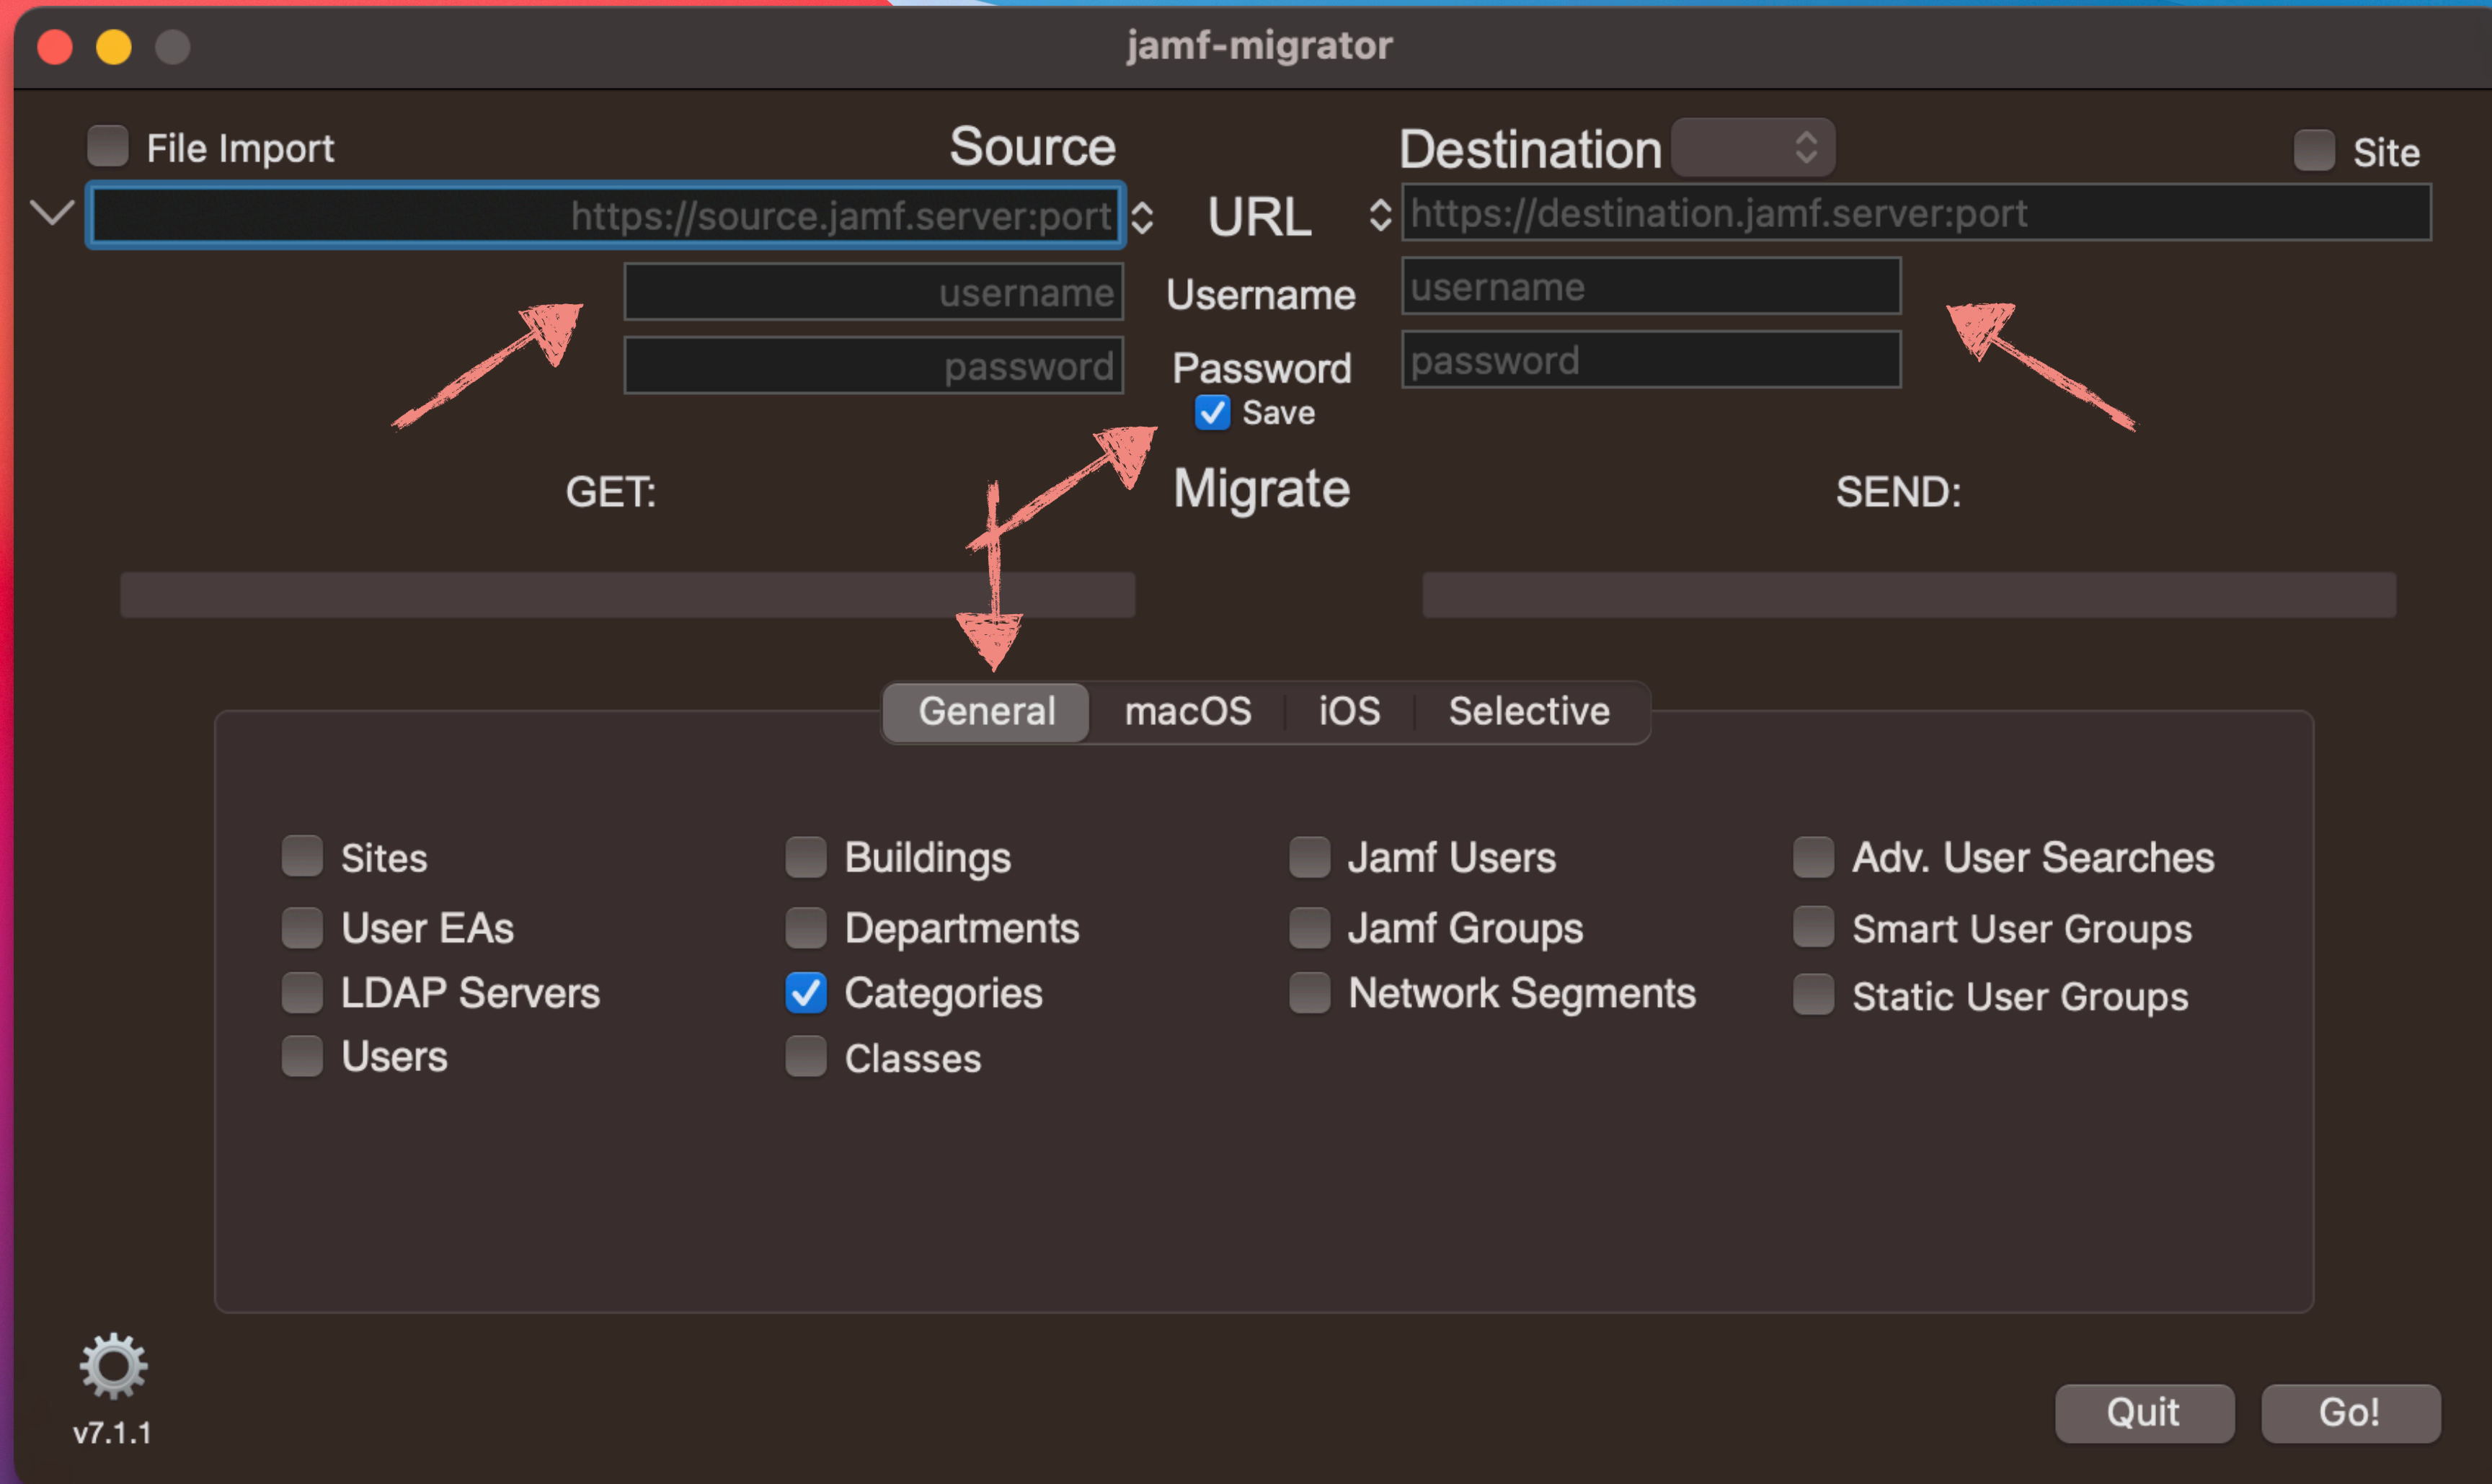 jamf-migrator
File Import
Source
Destination
Site
https://source.jamf.server:port
URL
https://destination.jamf.server:port
username
Username
username
password
Password
password
Save
GET:
Migrate
SEND:
General macOS iOS Selective
Sites
Buildings
Jamf Users
Adv. User Searches
User EAs
Departments
Jamf Groups
Smart User Groups
LDAP Servers
Categories
Network Segments
Static User Groups
Users
Classes
v7.1.1
Quit
Go!